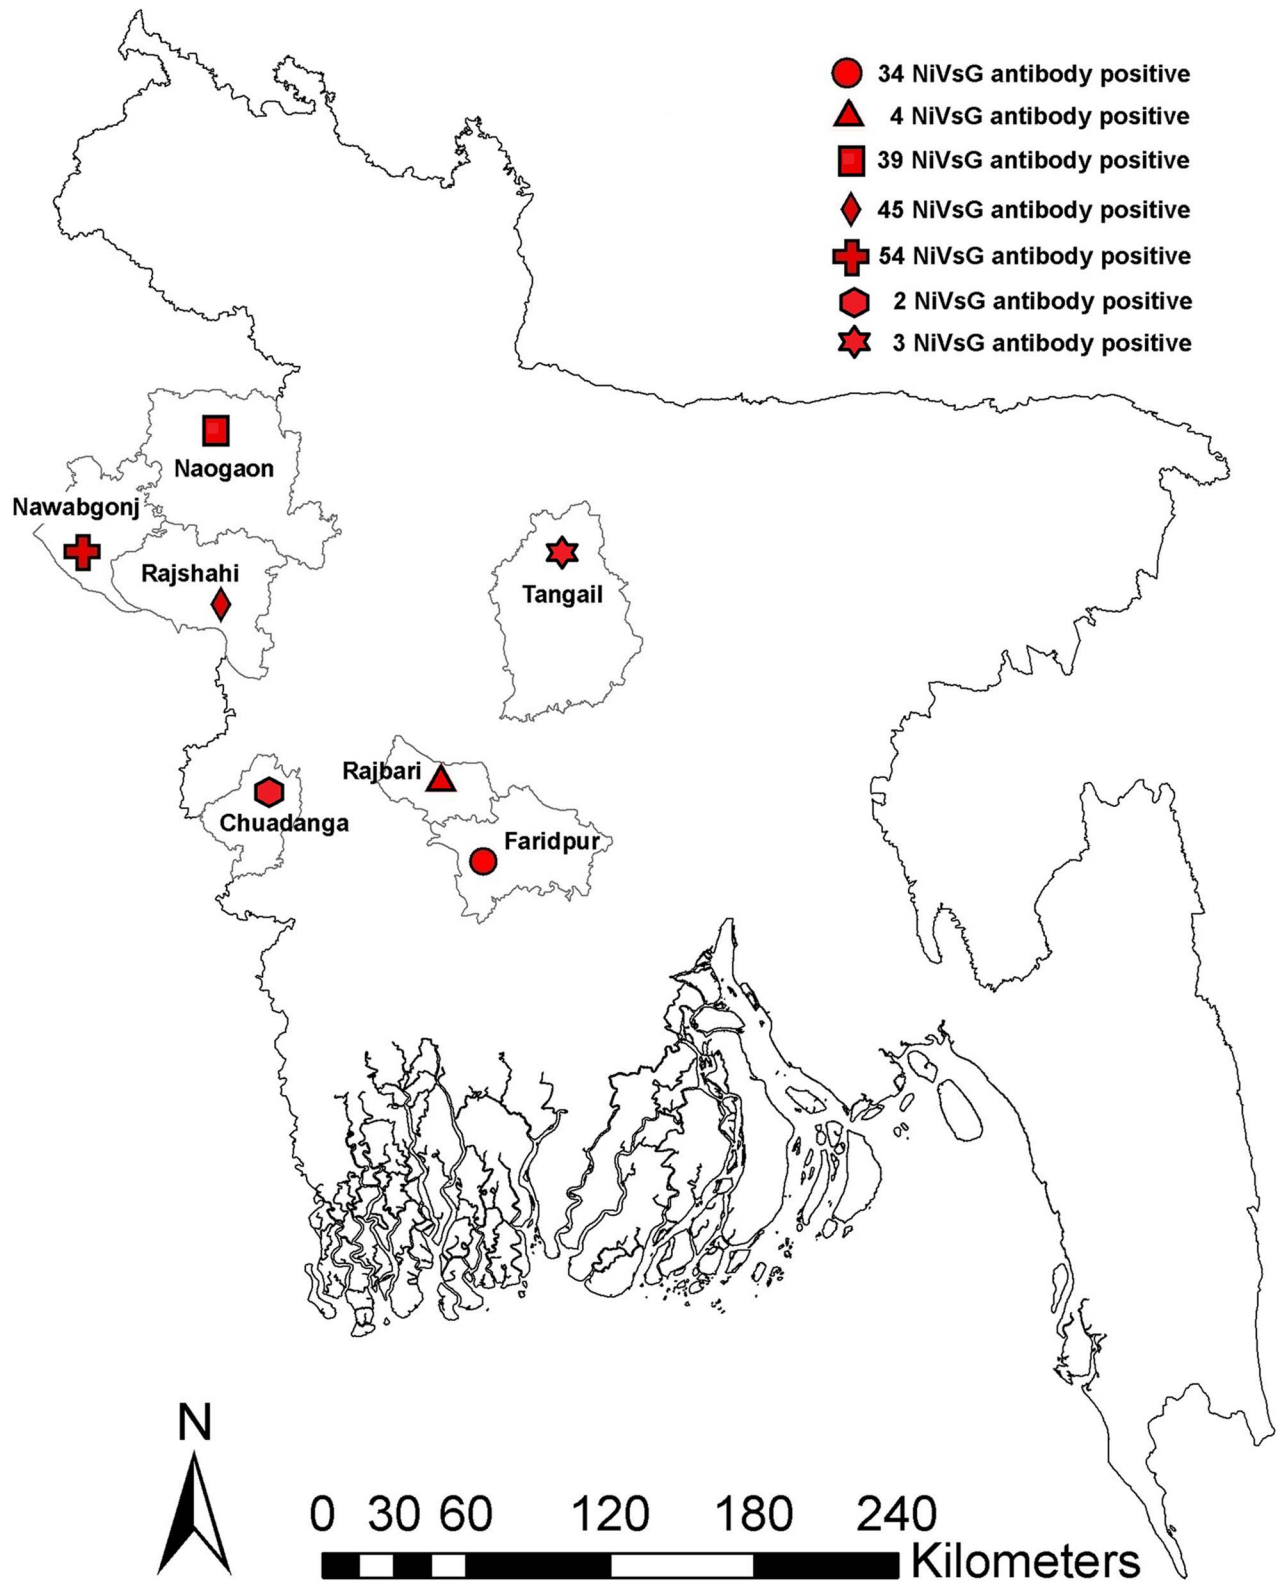 34 NiVsG antibody positive
4 NiVsG antibody positive
39 NiVsG antibody positive
45 NiVsG antibody positive
54 NiVsG antibody positive
2 NiVsG antibody positive
3 NiVsG antibody positive
Naogaon
Nawabgonj
Rajshahi
Tangail
Rajbari
Chuadanga
Faridpur
N
0 30 60 120 180 240
Kilometers